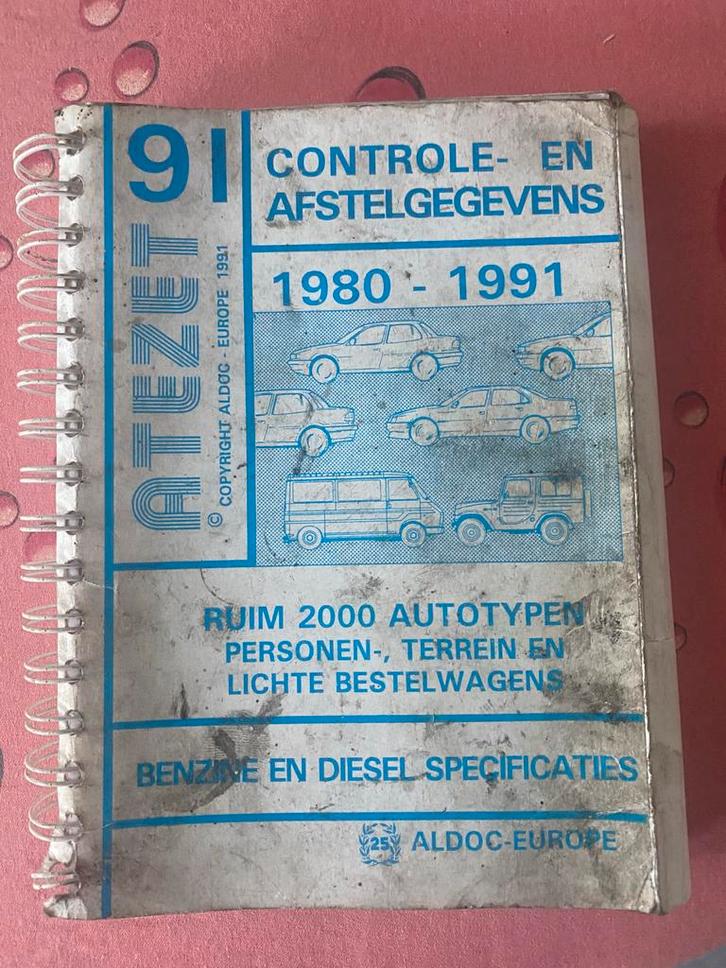 91
ATEZET
© COPYRIGHT ALDOC - EUROPE 1991
CONTROLE- EN
AFSTELGEGEVENS
1980 - 1991
RUIM 2000 AUTOTYPEN
PERSONEN-, TERREIN EN
LICHTE BESTELWAGENS
BENZINE EN DIESEL SPECIFICATIES
25 ALDOC-EUROPE